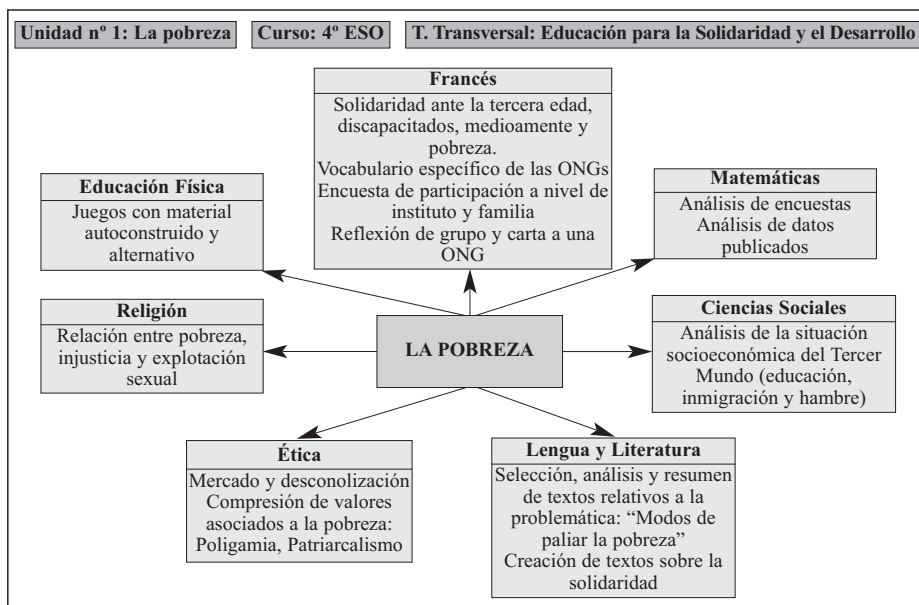 Unidad nº 1: La pobreza
Curso: 4º ESO
T. Transversal: Educación para la Solidaridad y el Desarrollo
Francés
Solidaridad ante la tercera edad,
discapacitados, medioamente y
pobreza.
Vocabulario específico de las ONGs
Encuesta de participación a nivel de
instituto y familia
Reflexión de grupo y carta a una
ONG
Educación Física
Juegos con material
autoconstruido y
alternativo
Matemáticas
Análisis de encuestas
Análisis de datos
publicados
Religión
Relación entre pobreza,
injusticia y explotación
sexual
LA POBREZA
Ciencias Sociales
Análisis de la situación
socioeconómica del Tercer
Mundo (educación,
inmigración y hambre)
Ética
Mercado y desconolización
Compresión de valores
asociados a la pobreza:
Poligamia, Patriarcalismo
Lengua y Literatura
Selección, análisis y resumen
de textos relativos a la
problemática: “Modos de
paliar la pobreza”
Creación de textos sobre la
solidaridad